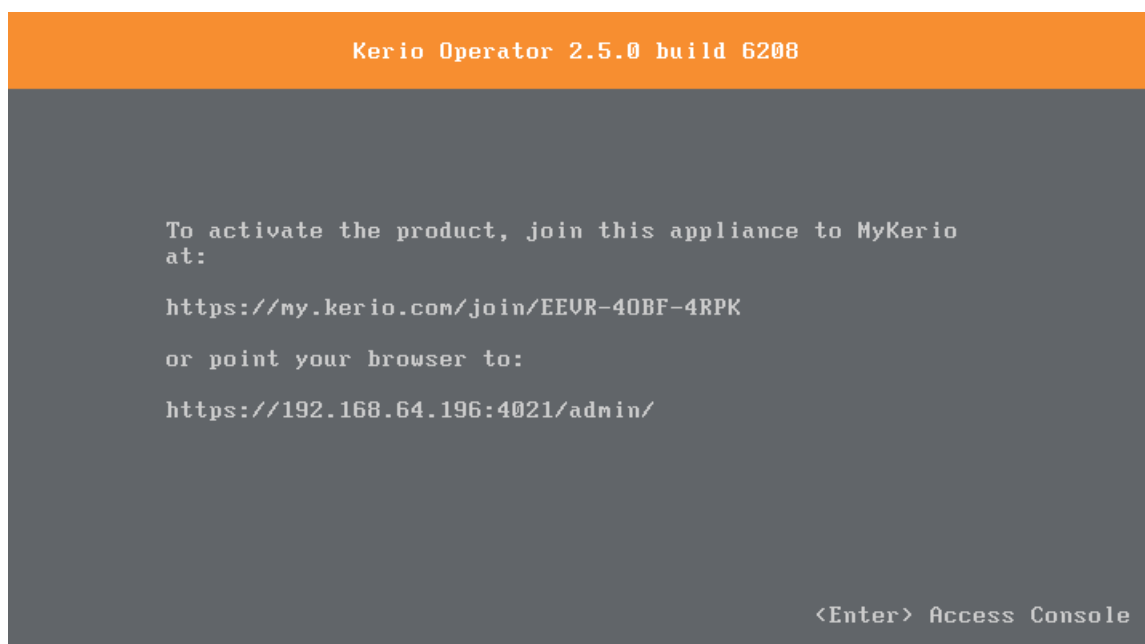 Kerio Operator 2.5.0 build 6208
To activate the product, join this appliance to MyKerio
at:
https://my.kerio.com/join/EEVR-4OBF-4RPK
or point your browser to:
https://192.168.64.196:4021/admin/
<Enter> Access Console